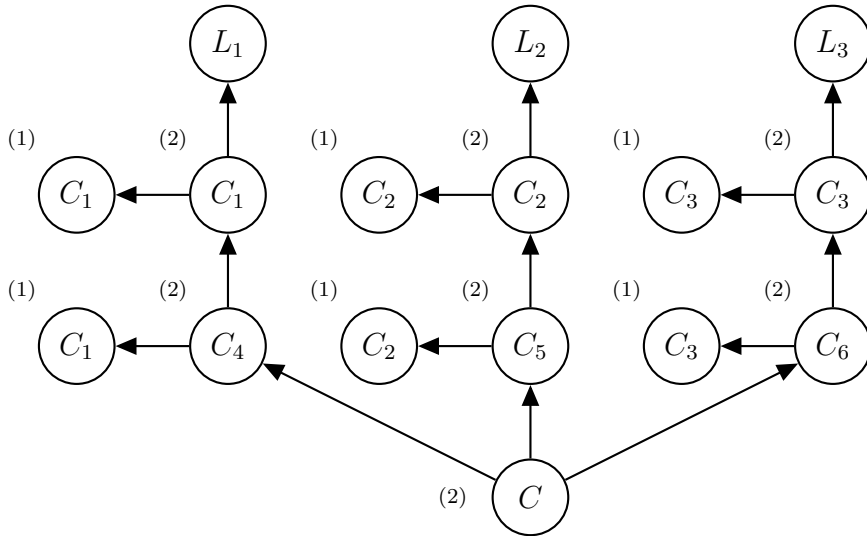 L₁ L₂ L₃
(1) (2) (1) (2) (1) (2)
C₁ C₁ C₂ C₂ C₃ C₃
(1) (2) (1) (2) (1) (2)
C₁ C₄ C₂ C₅ C₃ C₆
(2) C